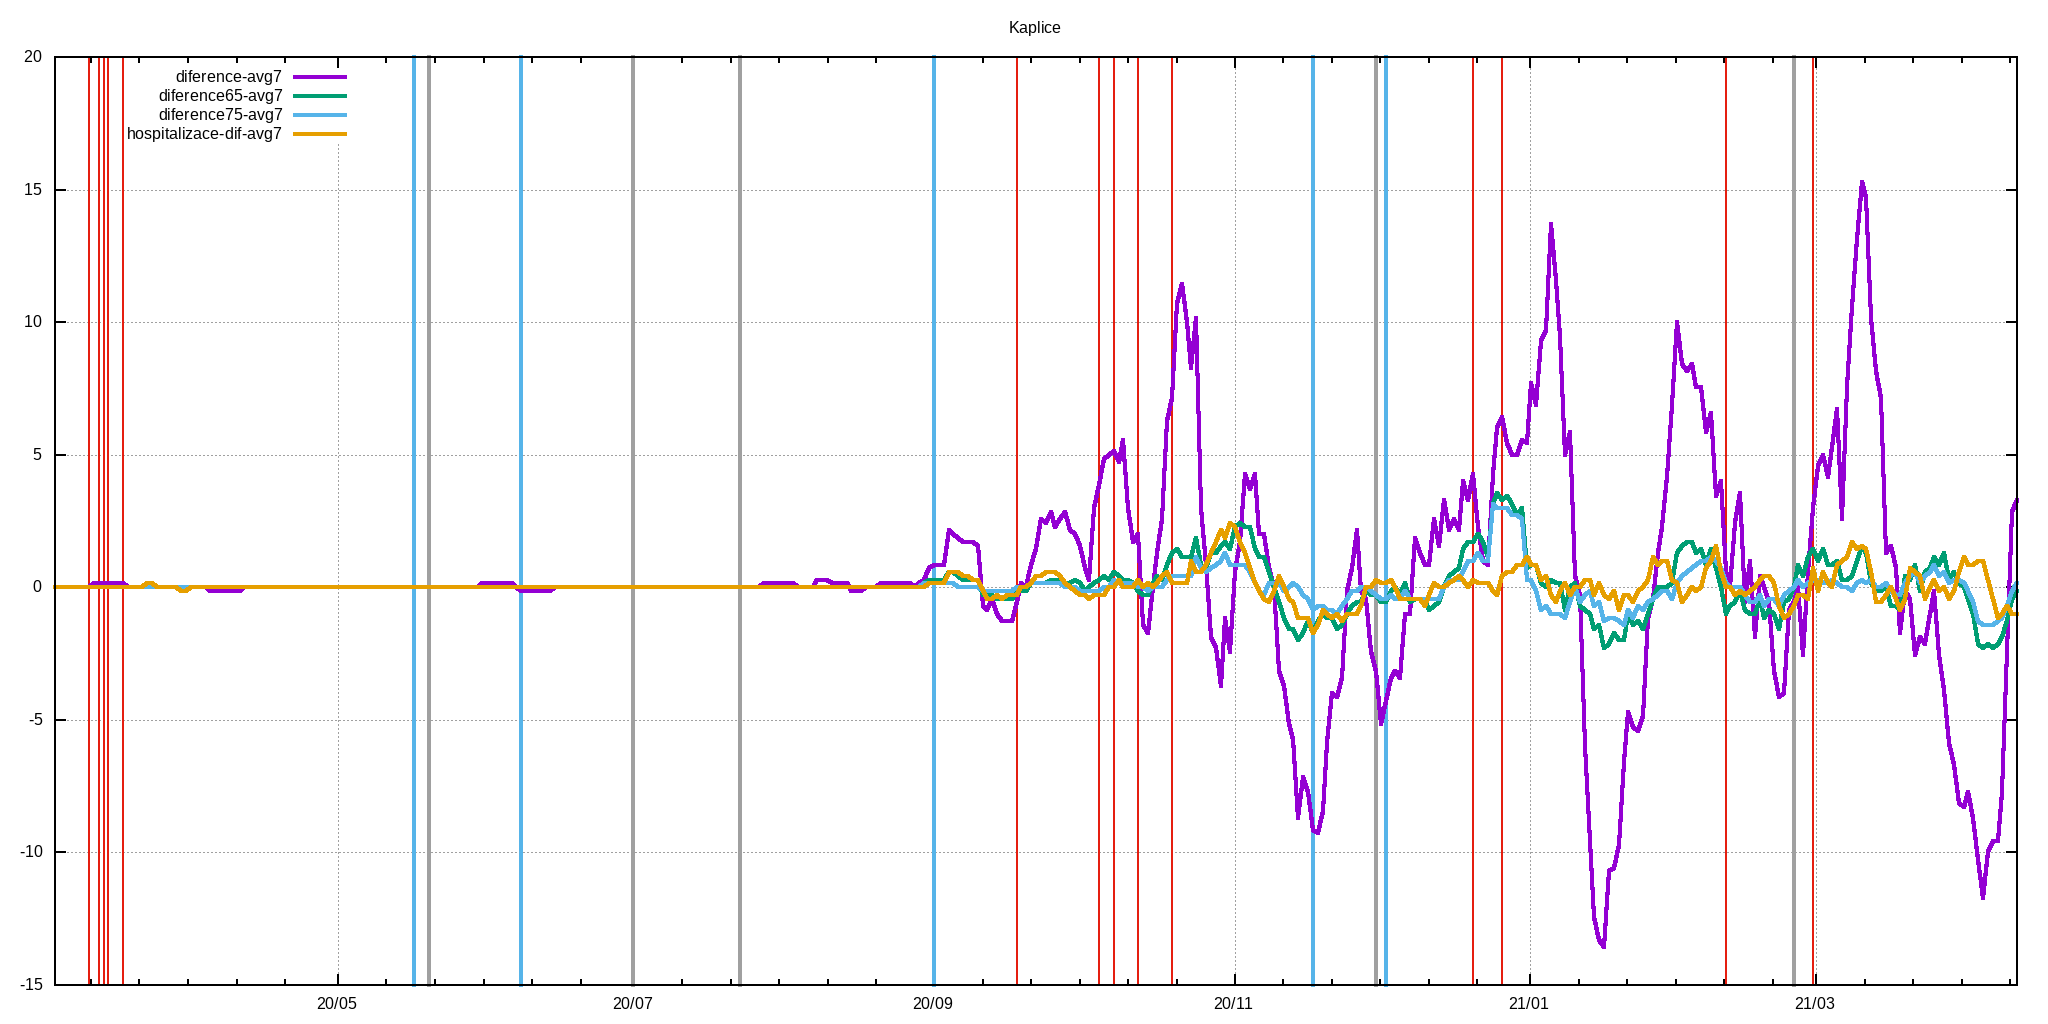 Kaplice
20
diference-avg7
diference65-avg7
diference75-avg7
hospitalizace-dif-avg7
15
10
5
0
-5
-10
-15
20/05 20/07 20/09 20/11 21/01 21/03